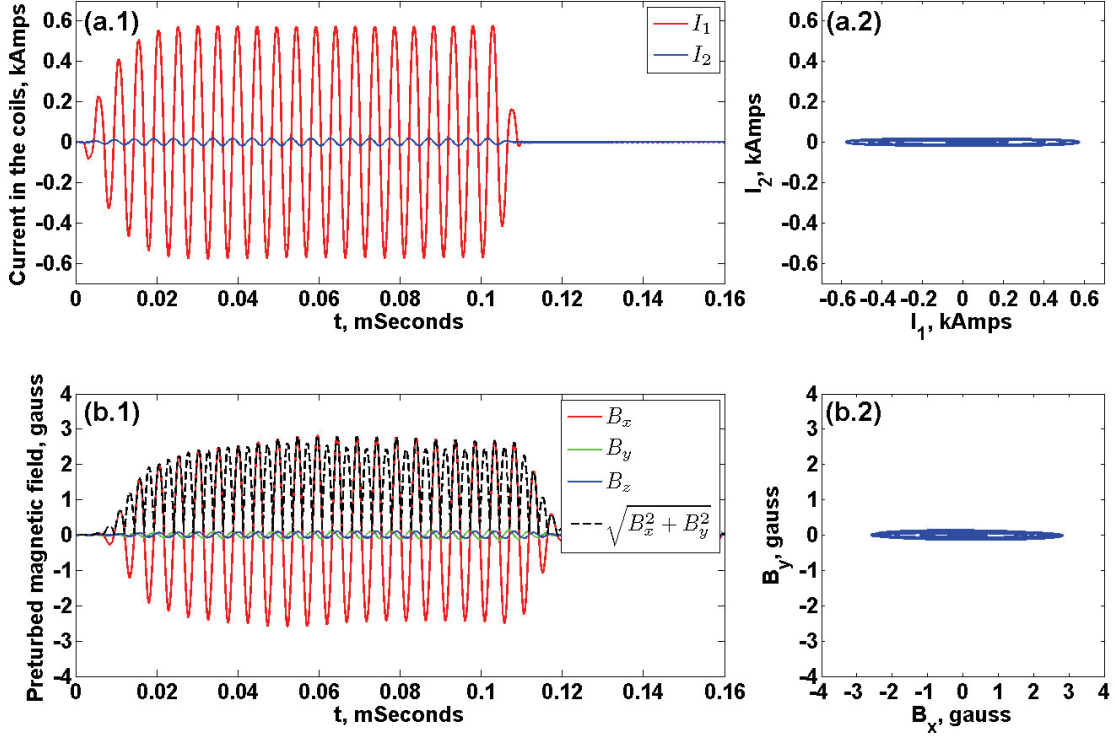 (a.1)
I1
I2
Current in the coils, kAmps
0.6
0.4
0.2
0
-0.2
-0.4
-0.6
0 0.02 0.04 0.06 0.08 0.1 0.12 0.14 0.16
t, mSeconds
(a.2)
I2, kAmps
0.6
0.4
0.2
0
-0.2
-0.4
-0.6
-0.6 -0.4 -0.2 0 0.2 0.4 0.6
I1, kAmps
(b.1)
Bx
By
Bz
√Bx² + By²
Preturbed magnetic field, gauss
4
3
2
1
0
-1
-2
-3
-4
0 0.02 0.04 0.06 0.08 0.1 0.12 0.14 0.16
t, mSeconds
(b.2)
By, gauss
4
3
2
1
0
-1
-2
-3
-4
-4 -3 -2 -1 0 1 2 3 4
Bx, gauss